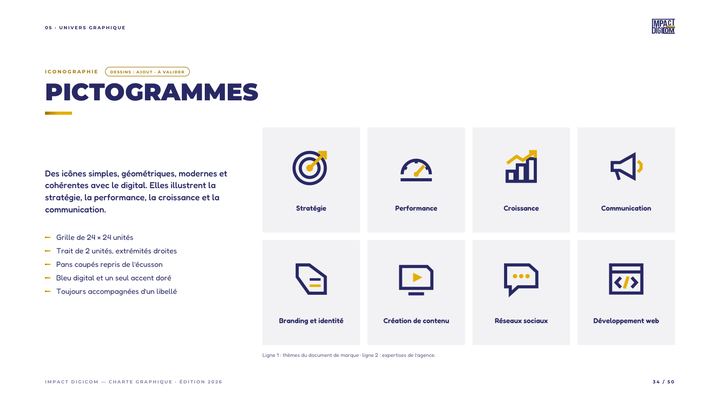 05 · UNIVERS GRAPHIQUE
IMPACT
DIGICOM
ICONOGRAPHIE
DESSINS : AJOUT · À VALIDER
PICTOGRAMMES
Des icônes simples, géométriques, modernes et
cohérentes avec le digital. Elles illustrent la
stratégie, la performance, la croissance et la
communication.
Grille de 24 × 24 unités
Trait de 2 unités, extrémités droites
Pans coupés repris de l'écusson
Bleu digital et un seul accent doré
Toujours accompagnées d'un libellé
Stratégie
Performance
Croissance
Communication
Branding et identité
Création de contenu
Réseaux sociaux
Développement web
Ligne 1 : thèmes du document de marque · ligne 2 : expertises de l'agence.
IMPACT DIGICOM — CHARTE GRAPHIQUE · ÉDITION 2026
34 / 50